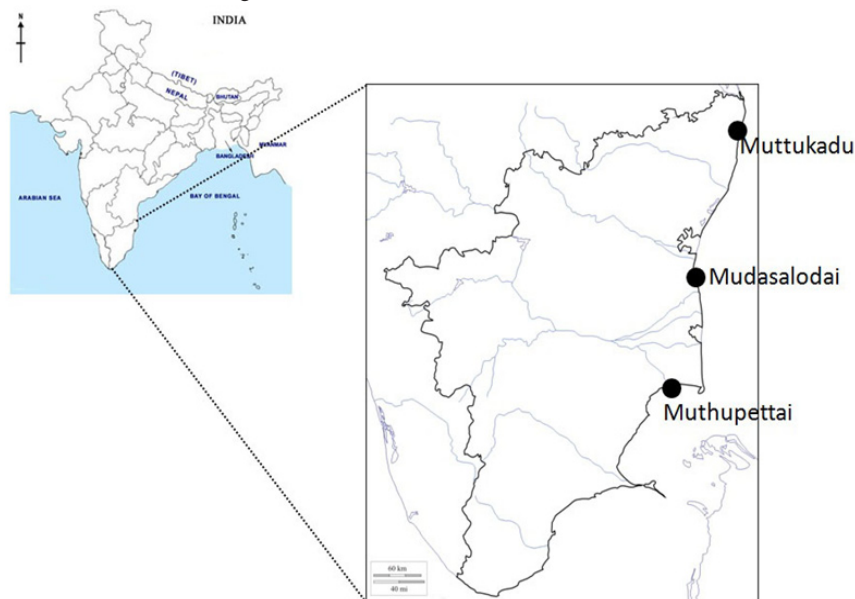 N
INDIA
(TIBET)
NEPAL
BHUTAN
MYANMAR
BANGLADESH
ARABIAN SEA
BAY OF BENGAL
Muttukadu
Mudasalodai
Muthupettai
60 km
40 mi